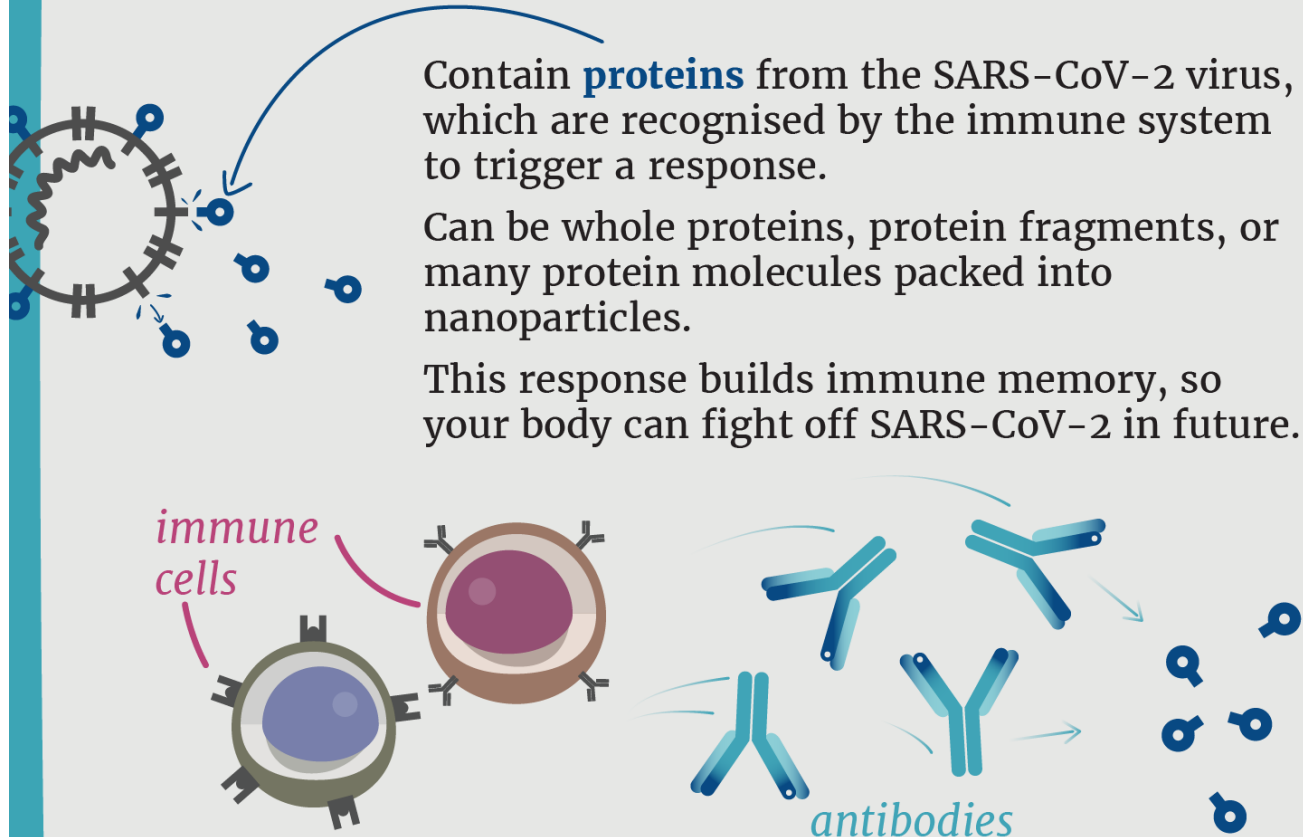 Contain proteins from the SARS-CoV-2 virus,
which are recognised by the immune system
to trigger a response.
Can be whole proteins, protein fragments, or
many protein molecules packed into
nanoparticles.
This response builds immune memory, so
your body can fight off SARS-CoV-2 in future.
immune
cells
antibodies